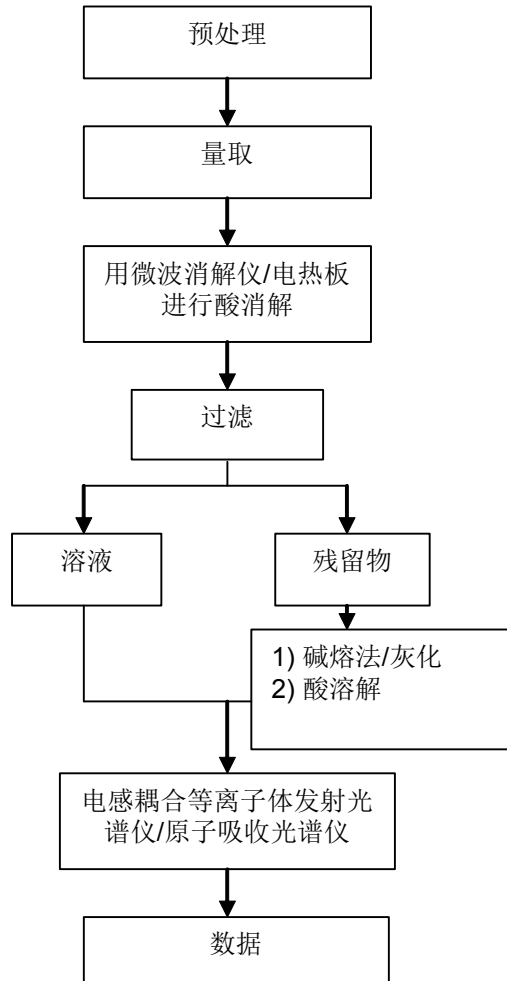 预处理
量取
用微波消解仪/电热板
进行酸消解
过滤
溶液
残留物
1) 碱熔法/灰化
2) 酸溶解
电感耦合等离子体发射光
谱仪/原子吸收光谱仪
数据